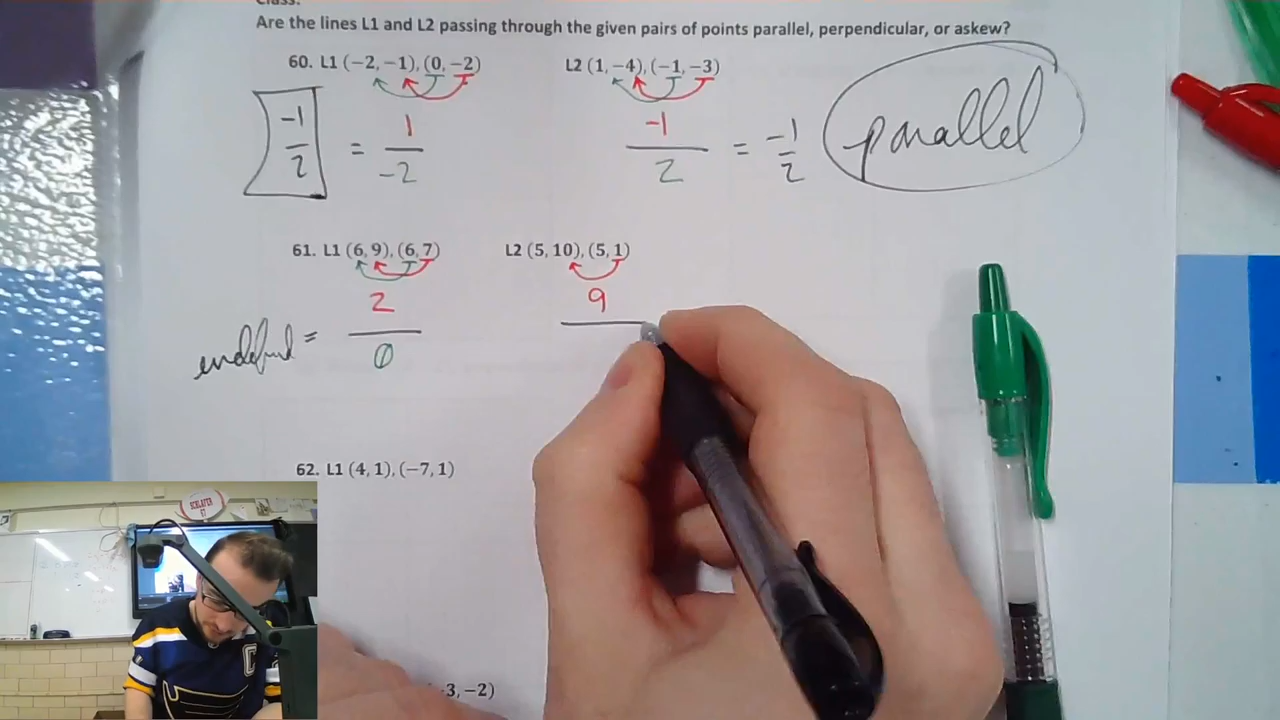 Class:
Are the lines L1 and L2 passing through the given pairs of points parallel, perpendicular, or askew?
60. L1 (−2, −1), (0, −2) L2 (1, −4), (−1, −3)
-1/2 = 1/-2 -1/2 = -1/2 parallel
61. L1 (6, 9), (6, 7) L2 (5, 10), (5, 1)
undefined = 2/0 9
62. L1 (4, 1), (−7, 1)
3, −2)
C